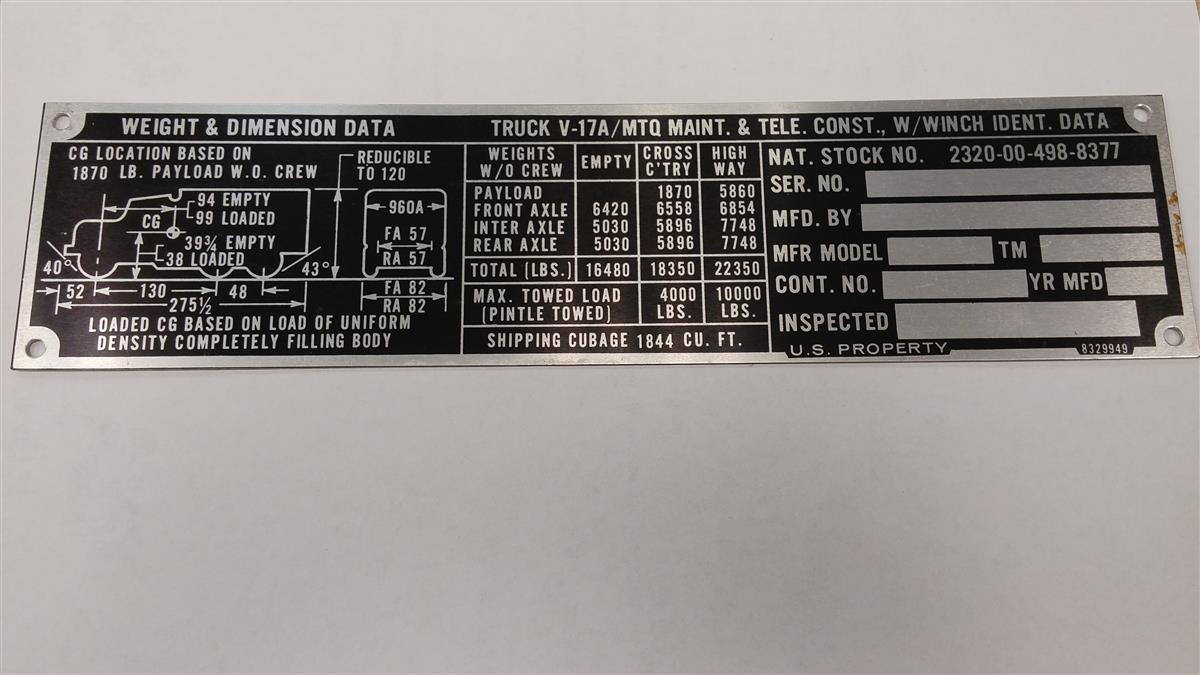 WEIGHT & DIMENSION DATA
CG LOCATION BASED ON
1870 LB. PAYLOAD W.O. CREW
REDUCIBLE
TO 120
94 EMPTY
99 LOADED
CG
39¾ EMPTY
38 LOADED
40°
43°
52
130
48
275½
960A
FA 57
RA 57
FA 82
RA 82
LOADED CG BASED ON LOAD OF UNIFORM
DENSITY COMPLETELY FILLING BODY
TRUCK V-17A/MTQ MAINT. & TELE. CONST., W/WINCH IDENT. DATA
WEIGHTS W/O CREW EMPTY CROSS C'TRY HIGH WAY
PAYLOAD 1870 5860
FRONT AXLE 6420 6558 6854
INTER AXLE 5030 5896 7748
REAR AXLE 5030 5896 7748
TOTAL (LBS.) 16480 18350 22350
MAX. TOWED LOAD 4000 10000
(PINTLE TOWED) LBS. LBS.
SHIPPING CUBAGE 1844 CU. FT.
NAT. STOCK NO. 2320-00-498-8377
SER. NO.
MFD. BY
MFR MODEL TM
CONT. NO. YR MFD
INSPECTED
U.S. PROPERTY 8329949